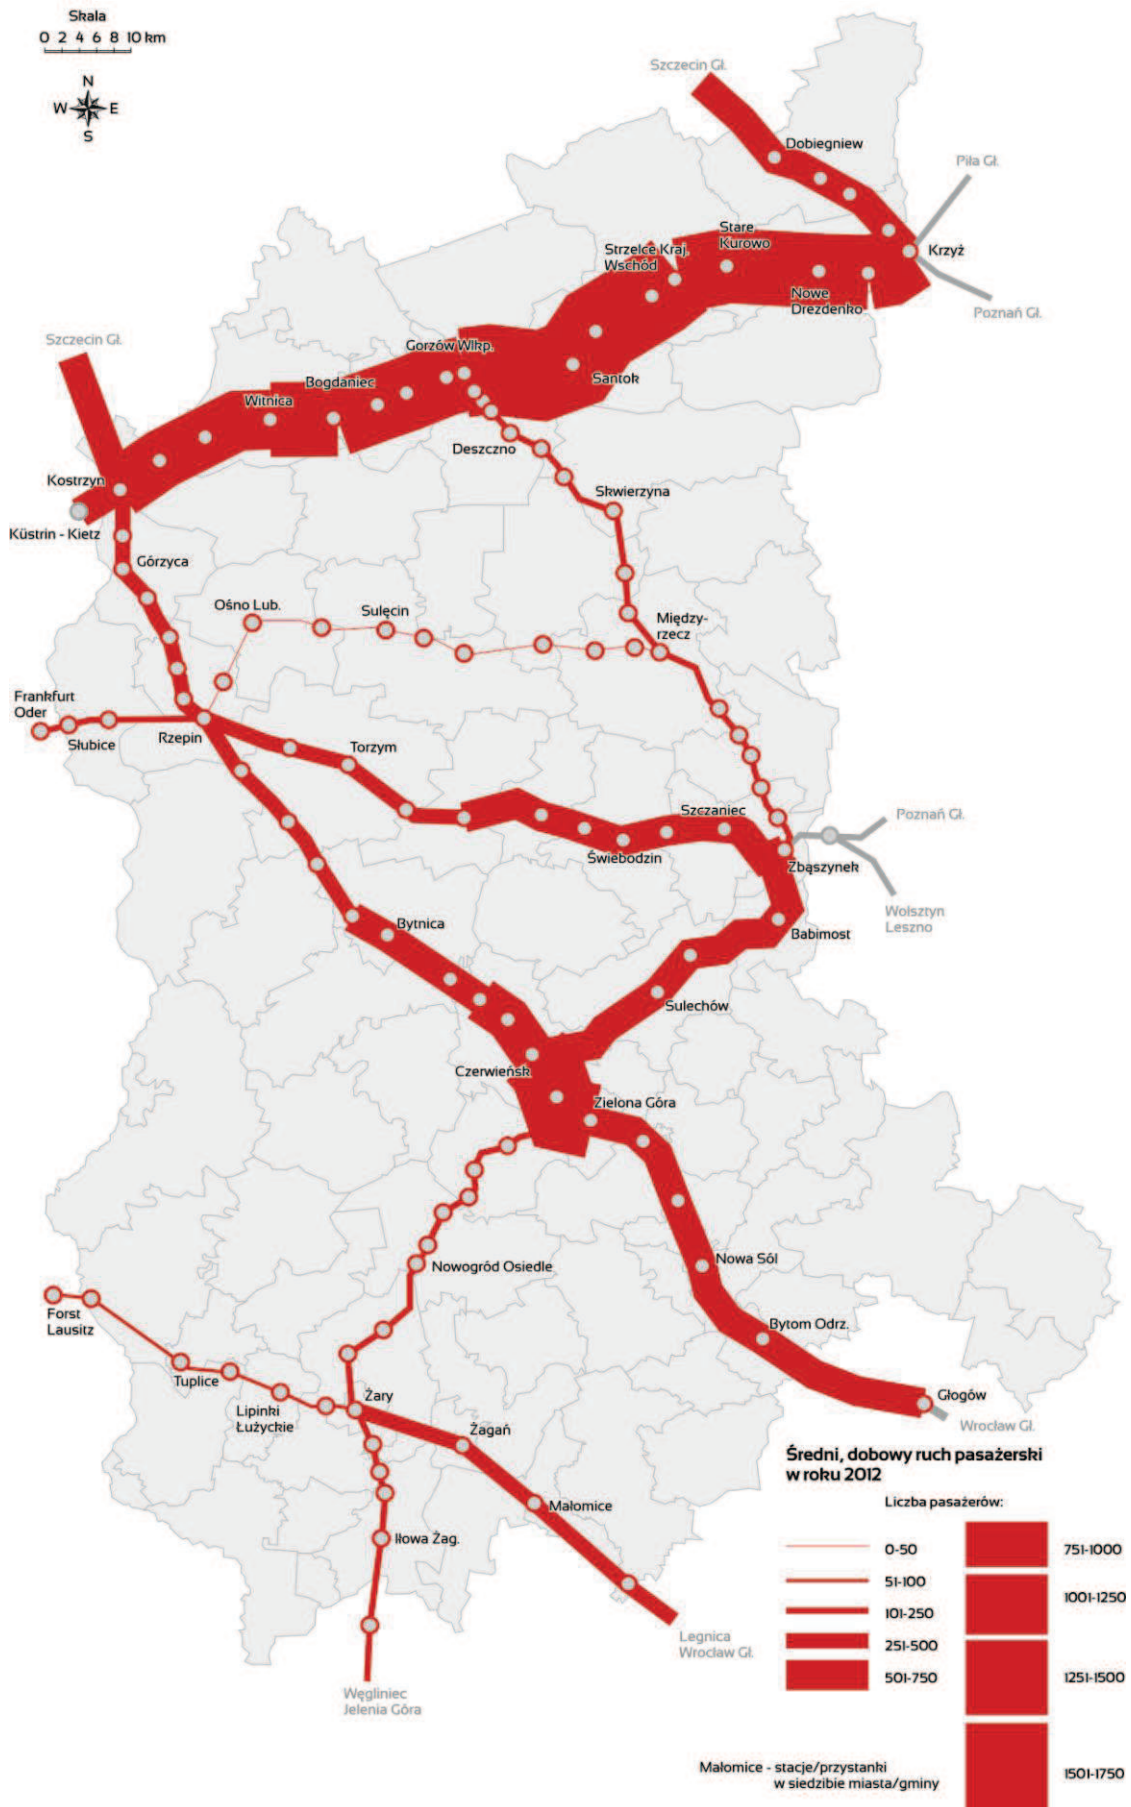 Skala
0 2 4 6 8 10 km
N
W E
S
Szczecin Gł.
Dobiegniew
Piła Gł.
Krzyż
Stare
Kurowo
Strzelce Kraj.
Wschód
Nowe
Drezdenko
Poznań Gł.
Szczecin Gł.
Gorzów Wlkp.
Bogdaniec
Santok
Witnica
Deszczno
Kostrzyn
Skwierzyna
Küstrin - Kietz
Górzyca
Ośno Lub.
Sulęcin
Między-
rzecz
Frankfurt
Oder
Słubice
Rzepin
Torzym
Szczaniec
Poznań Gł.
Świebodzin
Zbąszynek
Wolsztyn
Leszno
Bytnica
Babimost
Sulechów
Czerwieńsk
Zielona Góra
Nowogród Osiedle
Nowa Sól
Forst
Lausitz
Bytom Odrz.
Tuplice
Lipinki
Łużyckie
Żary
Żagań
Głogów
Wrocław Gł.
Małomice
Iłowa Żag.
Legnica
Wrocław Gł.
Węgliniec
Jelenia Góra
Średni, dobowy ruch pasażerski
w roku 2012
Liczba pasażerów:
0-50
51-100
101-250
251-500
501-750
751-1000
1001-1250
1251-1500
1501-1750
Małomice - stacje/przystanki
w siedzibie miasta/gminy